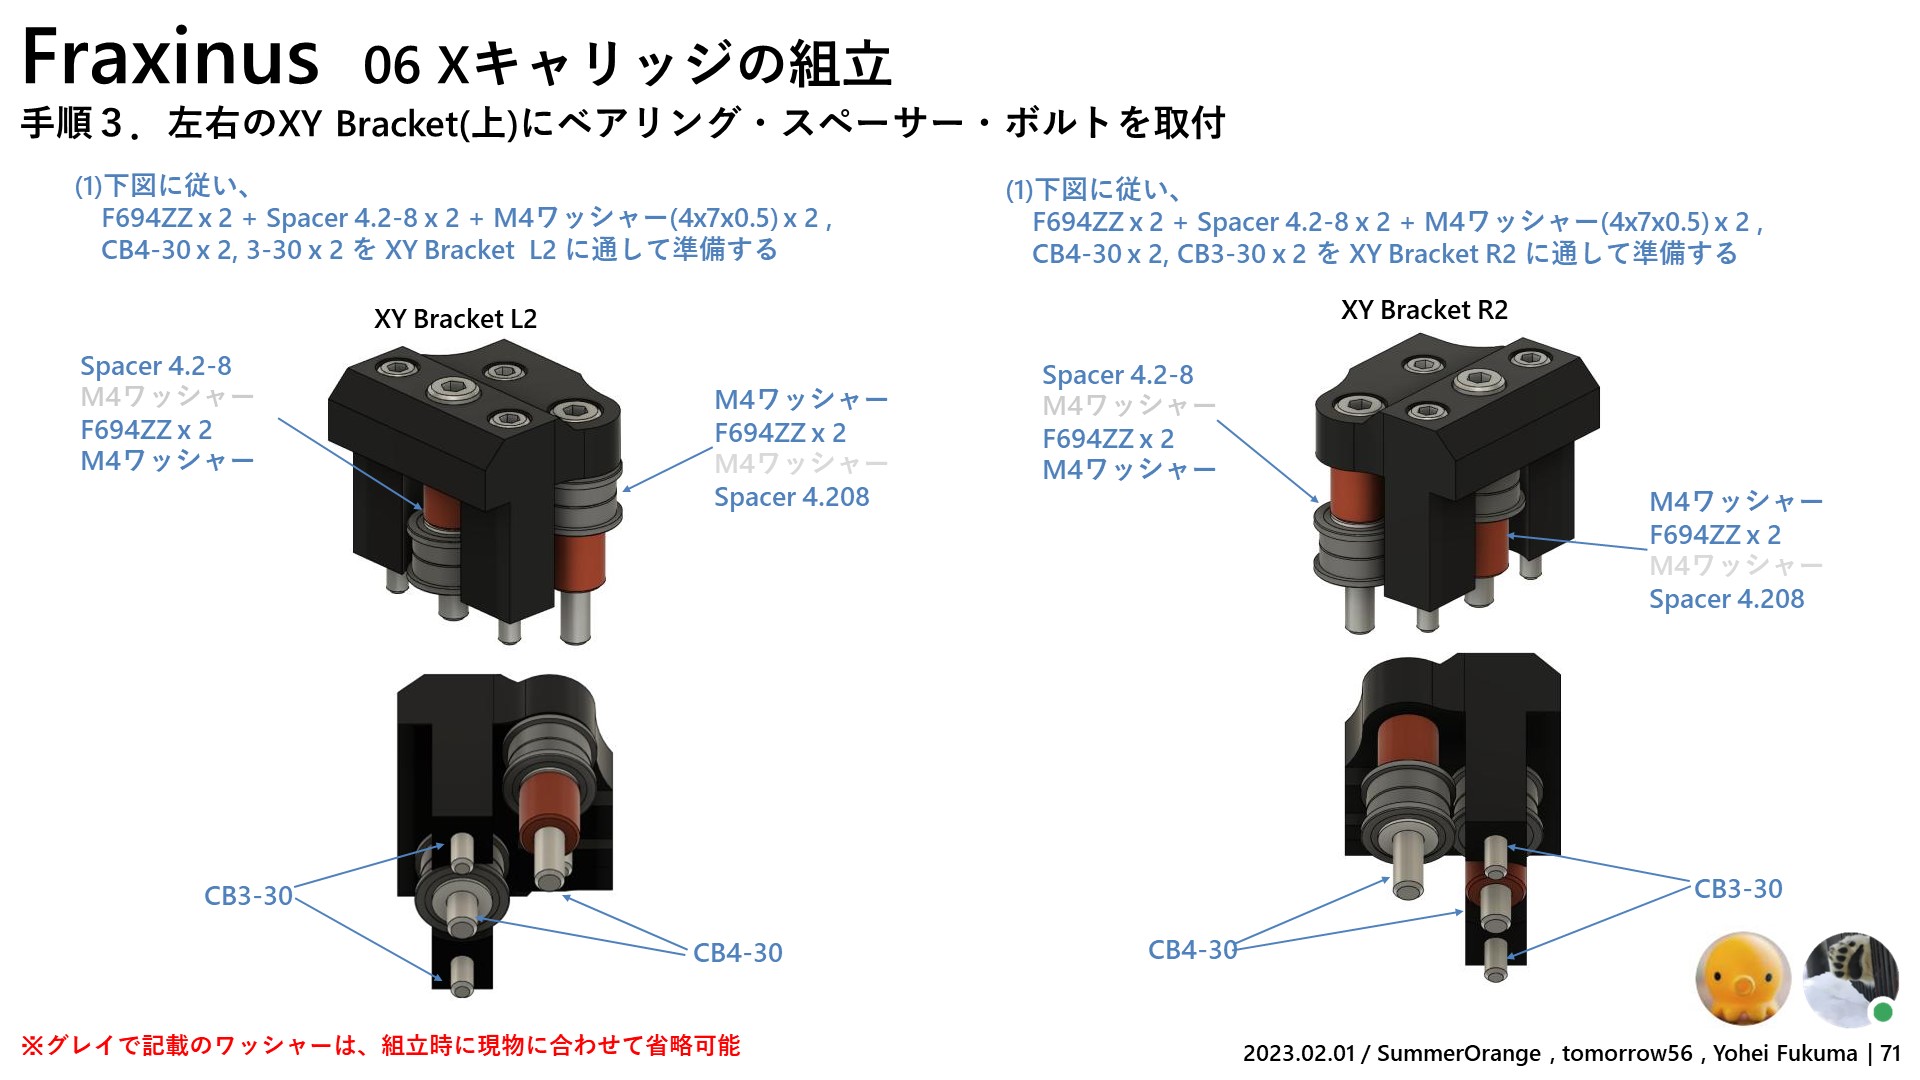 Fraxinus 06 Xキャリッジの組立
手順３．左右のXY Bracket(上)にベアリング・スペーサー・ボルトを取付
(1)下図に従い、
F694ZZ x 2 + Spacer 4.2-8 x 2 + M4ワッシャー(4x7x0.5) x 2 ,
CB4-30 x 2, 3-30 x 2 を XY Bracket L2 に通して準備する
XY Bracket L2
Spacer 4.2-8
M4ワッシャー
F694ZZ x 2
M4ワッシャー
M4ワッシャー
F694ZZ x 2
M4ワッシャー
Spacer 4.208
CB3-30
CB4-30
(1)下図に従い、
F694ZZ x 2 + Spacer 4.2-8 x 2 + M4ワッシャー(4x7x0.5) x 2 ,
CB4-30 x 2, CB3-30 x 2 を XY Bracket R2 に通して準備する
XY Bracket R2
Spacer 4.2-8
M4ワッシャー
F694ZZ x 2
M4ワッシャー
M4ワッシャー
F694ZZ x 2
M4ワッシャー
Spacer 4.208
CB3-30
CB4-30
※グレイで記載のワッシャーは、組立時に現物に合わせて省略可能
2023.02.01 / SummerOrange , tomorrow56 , Yohei Fukuma | 71